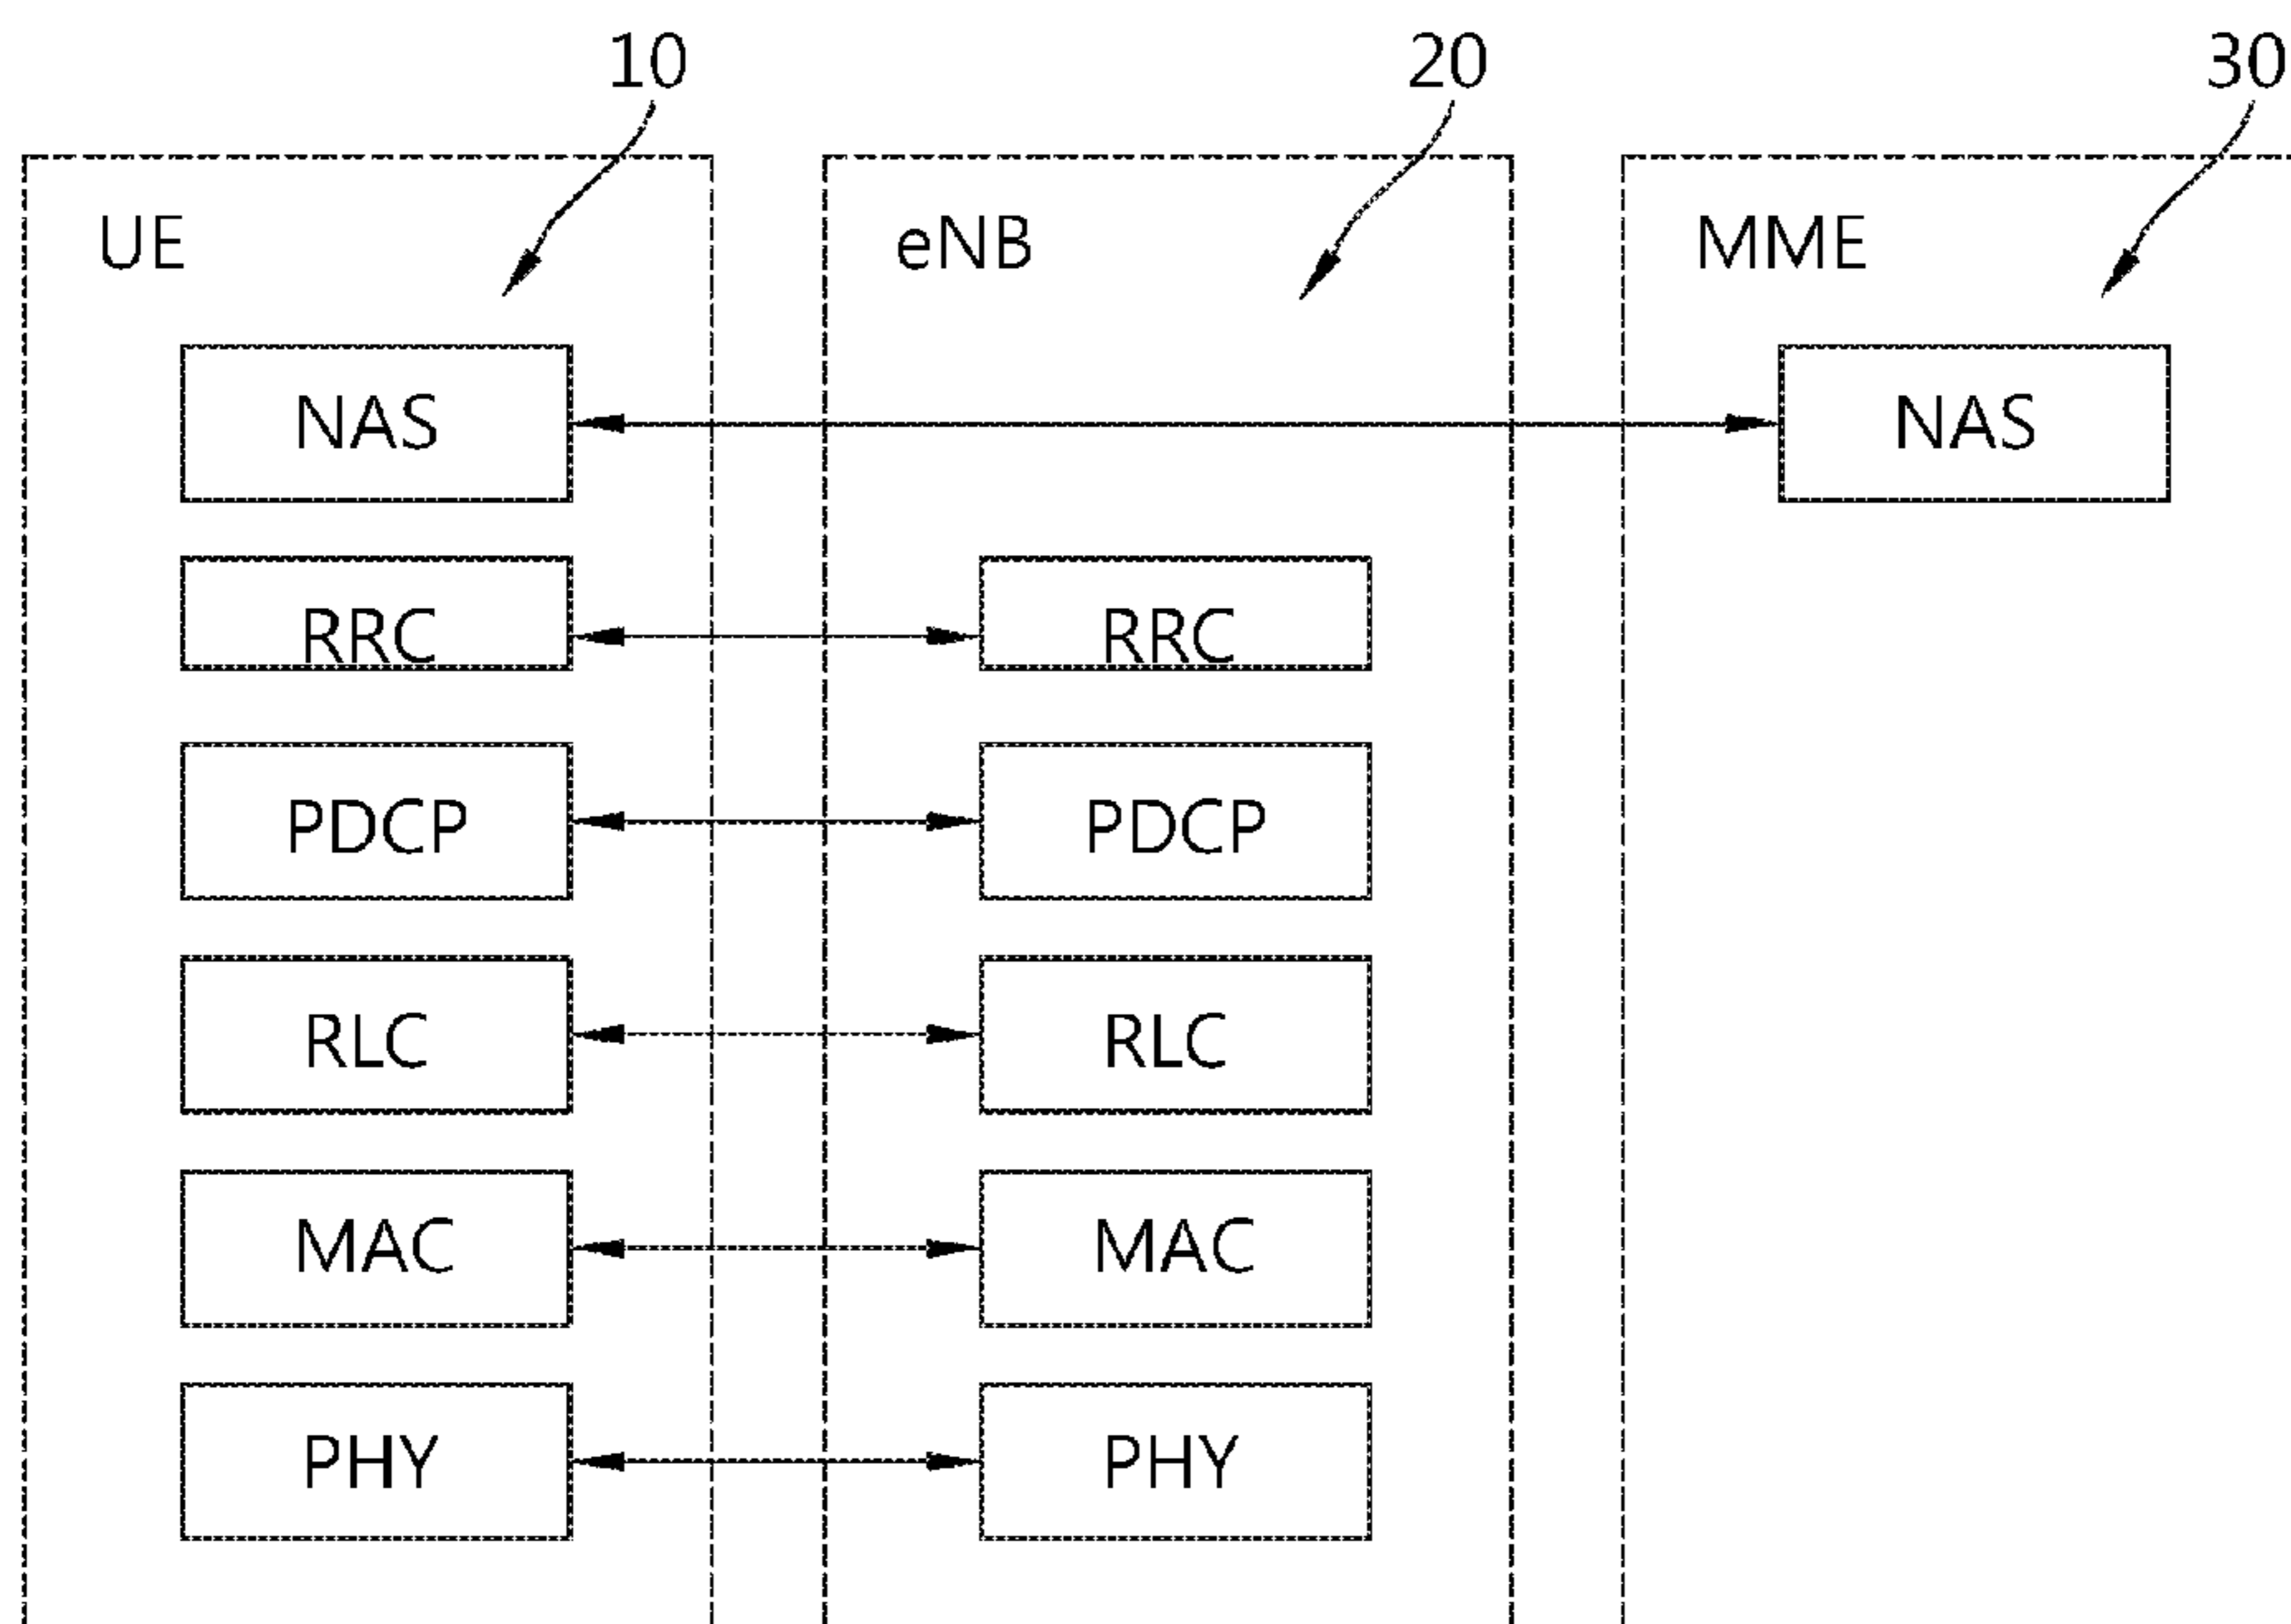 10 20 30
UE eNB MME
NAS NAS
RRC RRC
PDCP PDCP
RLC RLC
MAC MAC
PHY PHY